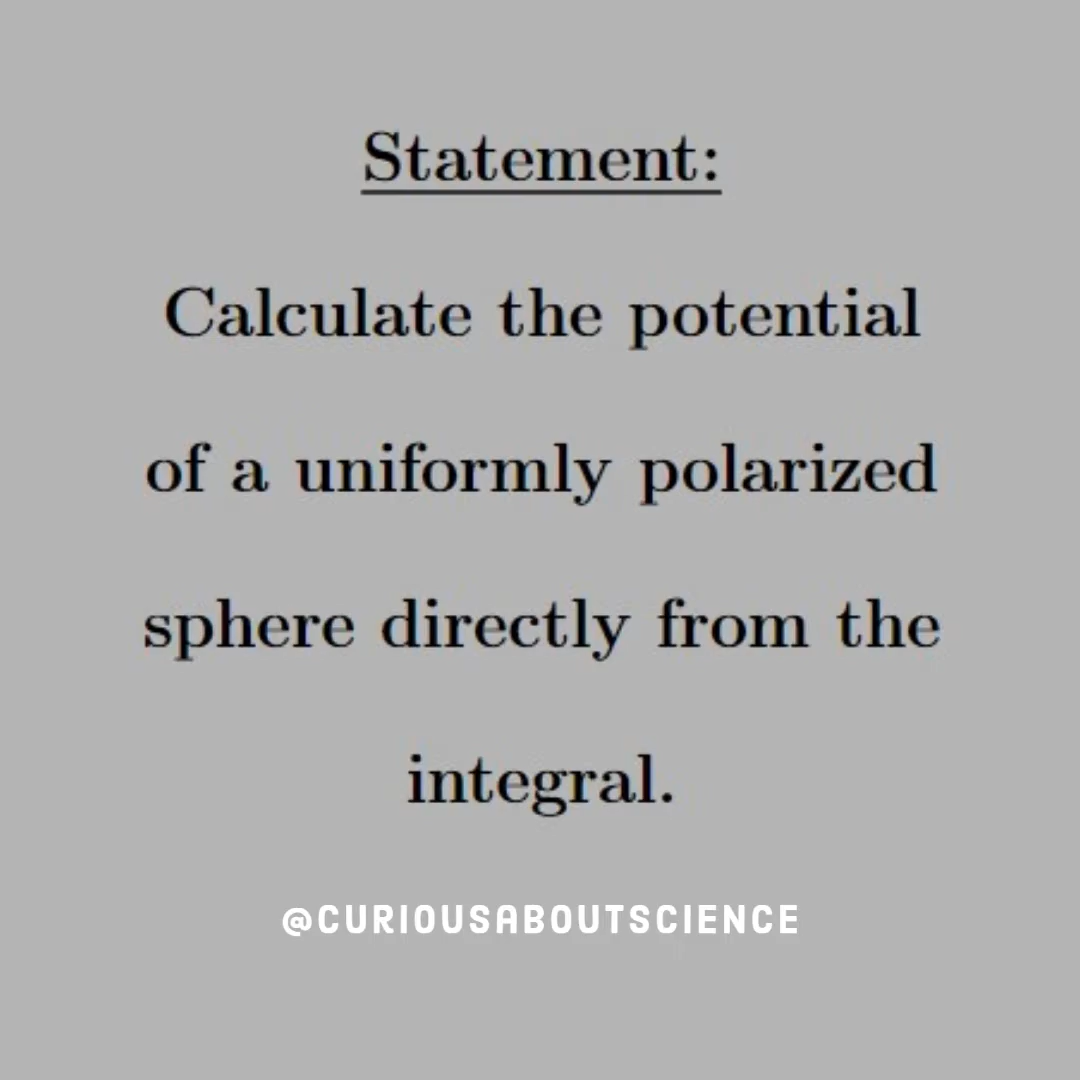 Statement:
Calculate the potential
of a uniformly polarized
sphere directly from the
integral.
@CURIOUSABOUTSCIENCE